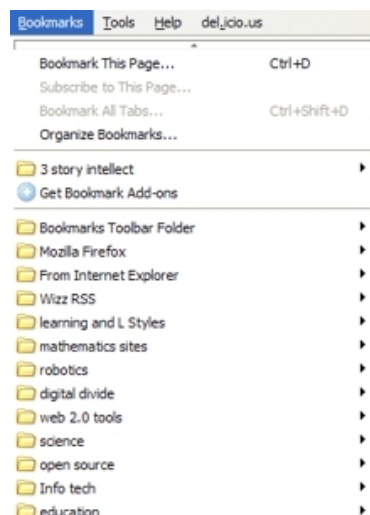 Bookmarks Tools Help del.icio.us
Bookmark This Page... Ctrl+D
Subscribe to This Page...
Bookmark All Tabs... Ctrl+Shift+D
Organize Bookmarks...
3 story intellect
Get Bookmark Add-ons
Bookmarks Toolbar Folder
Mozilla Firefox
From Internet Explorer
Wizz RSS
learning and L Styles
mathematics sites
robotics
digital divide
web 2.0 tools
science
open source
Info tech
education